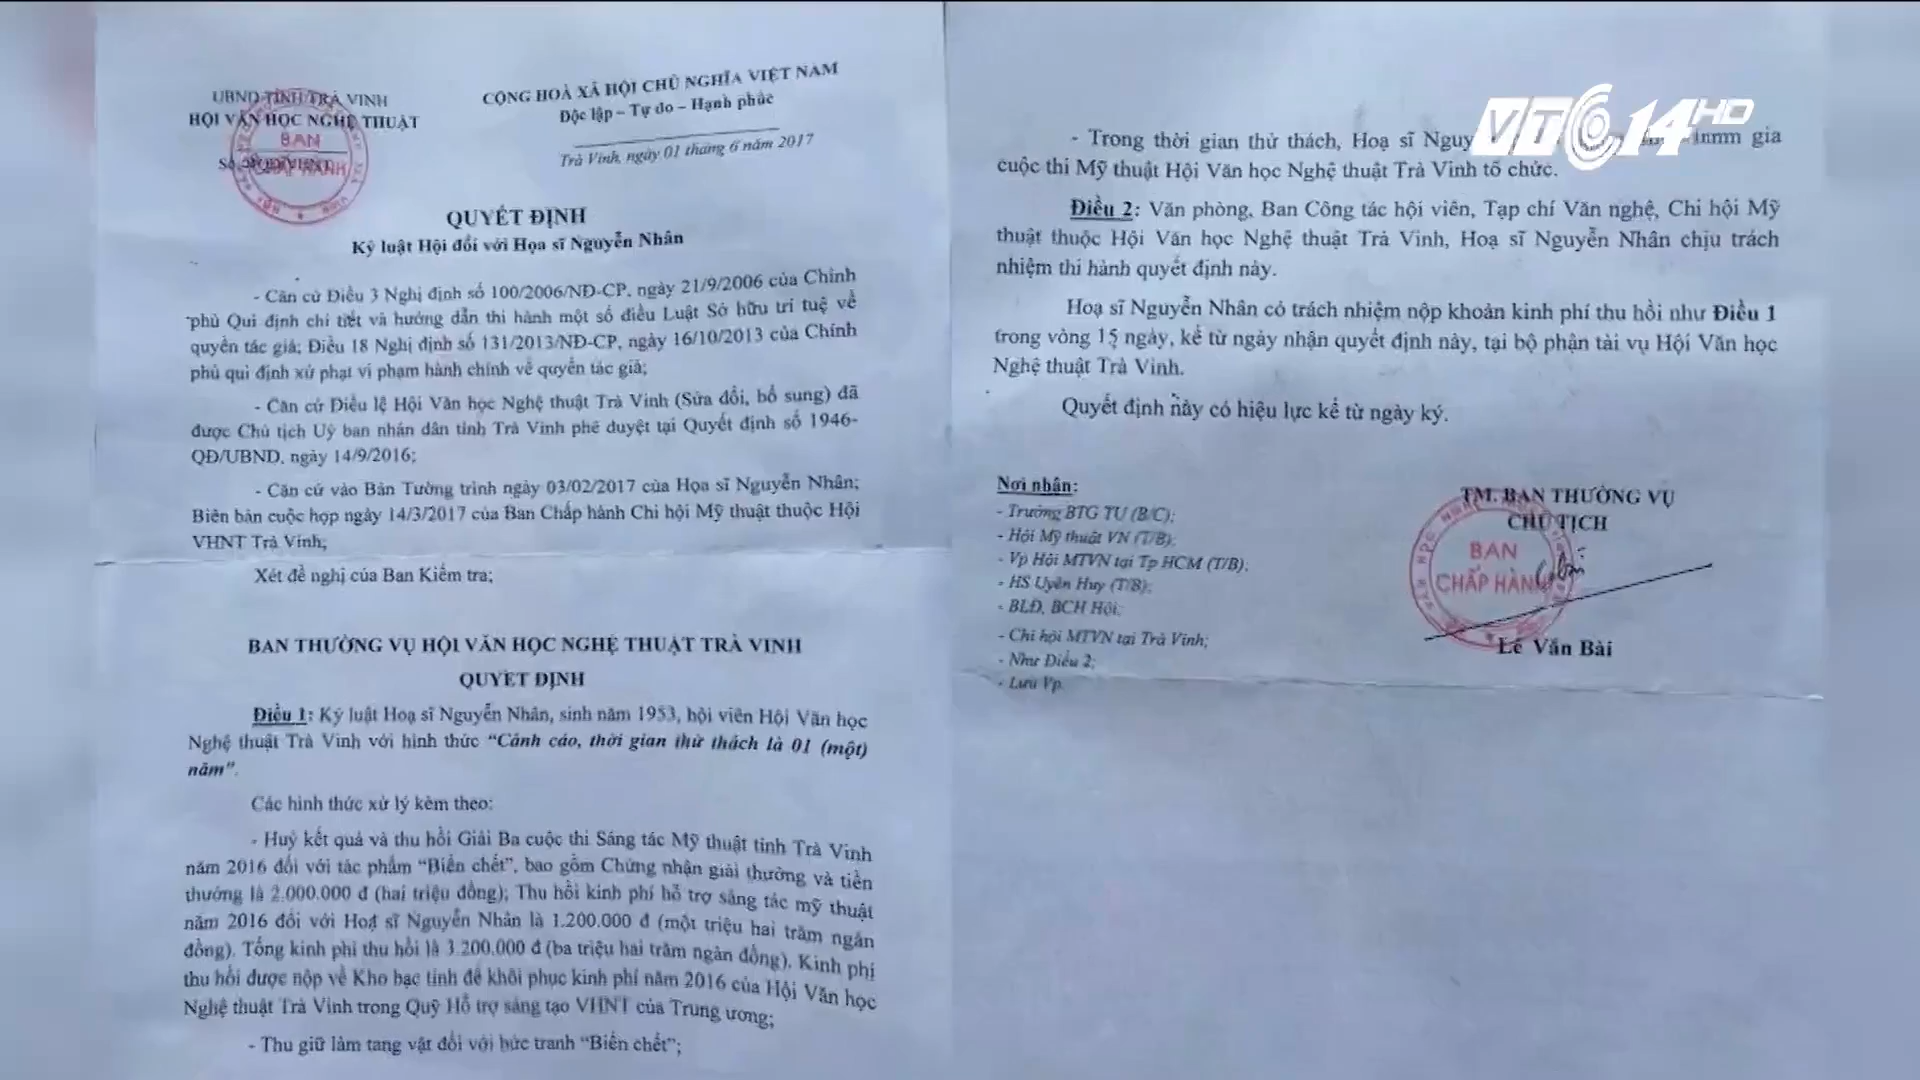 UBND TỈNH TRÀ VINH
HỘI VĂN HỌC NGHỆ THUẬT
CỘNG HOÀ XÃ HỘI CHỦ NGHĨA VIỆT NAM
Độc lập – Tự do – Hạnh phúc
Trà Vinh, ngày 01 tháng 6 năm 2017
BAN
CHẤP HÀNH
QUYẾT ĐỊNH
Kỷ luật Hội đối với Họa sĩ Nguyễn Nhân
- Căn cứ Điều 3 Nghị định số 100/2006/NĐ-CP, ngày 21/9/2006 của Chính
phủ Qui định chi tiết và hướng dẫn thi hành một số điều Luật Sở hữu trí tuệ về
quyền tác giả; Điều 18 Nghị định số 131/2013/NĐ-CP, ngày 16/10/2013 của Chính
phủ qui định xử phạt vi phạm hành chính về quyền tác giả;
- Căn cứ Điều lệ Hội Văn học Nghệ thuật Trà Vinh (Sửa đổi, bổ sung) đã
được Chủ tịch Uỷ ban nhân dân tỉnh Trà Vinh phê duyệt tại Quyết định số 1946-
QĐ/UBND, ngày 14/9/2016;
- Căn cứ vào Bản Tường trình ngày 03/02/2017 của Họa sĩ Nguyễn Nhân;
Biên bản cuộc họp ngày 14/3/2017 của Ban Chấp hành Chi hội Mỹ thuật thuộc Hội
VHNT Trà Vinh;
Xét đề nghị của Ban Kiểm tra;
BAN THƯỜNG VỤ HỘI VĂN HỌC NGHỆ THUẬT TRÀ VINH
QUYẾT ĐỊNH
Điều 1: Kỷ luật Hoạ sĩ Nguyễn Nhân, sinh năm 1953, hội viên Hội Văn học
Nghệ thuật Trà Vinh với hình thức “Cảnh cáo, thời gian thử thách là 01 (một)
năm”.
Các hình thức xử lý kèm theo:
- Huỷ kết quả và thu hồi Giải Ba cuộc thi Sáng tác Mỹ thuật tỉnh Trà Vinh
năm 2016 đối với tác phẩm “Biển chết”, bao gồm Chứng nhận giải thưởng và tiền
thưởng là 2.000.000 đ (hai triệu đồng); Thu hồi kinh phí hỗ trợ sáng tác mỹ thuật
năm 2016 đối với Hoạ sĩ Nguyễn Nhân là 1.200.000 đ (một triệu hai trăm ngàn
đồng). Tổng kinh phí thu hồi là 3.200.000 đ (ba triệu hai trăm ngàn đồng). Kinh phí
thu hồi được nộp về Kho bạc tỉnh để khôi phục kinh phí năm 2016 của Hội Văn học
Nghệ thuật Trà Vinh trong Quỹ Hỗ trợ sáng tạo VHNT của Trung ương;
- Thu giữ làm tang vật đối với bức tranh “Biển chết”;
VTC14 HD
- Trong thời gian thử thách, Hoạ sĩ gia
cuộc thi Mỹ thuật Hội Văn học Nghệ thuật Trà Vinh tổ chức.
Điều 2: Văn phòng, Ban Công tác hội viên, Tạp chí Văn nghệ, Chi hội Mỹ
thuật thuộc Hội Văn học Nghệ thuật Trà Vinh, Hoạ sĩ Nguyễn Nhân chịu trách
nhiệm thi hành quyết định này.
Hoạ sĩ Nguyễn Nhân có trách nhiệm nộp khoản kinh phí thu hồi như Điều 1
trong vòng 15 ngày, kể từ ngày nhận quyết định này, tại bộ phận tài vụ Hội Văn học
Nghệ thuật Trà Vinh.
Quyết định này có hiệu lực kể từ ngày ký.
Nơi nhận:
- Trưởng BTG TU (B/C);
- Hội Mỹ thuật VN (T/B);
- Vp Hội MTVN tại Tp HCM (T/B);
- HS Uyên Huy (T/B);
- BLĐ, BCH Hội;
- Chi hội MTVN tại Trà Vinh;
- Như Điều 2;
- Lưu Vp.
TM. BAN THƯỜNG VỤ
CHỦ TỊCH
BAN
CHẤP HÀNH
Lê Văn Bài